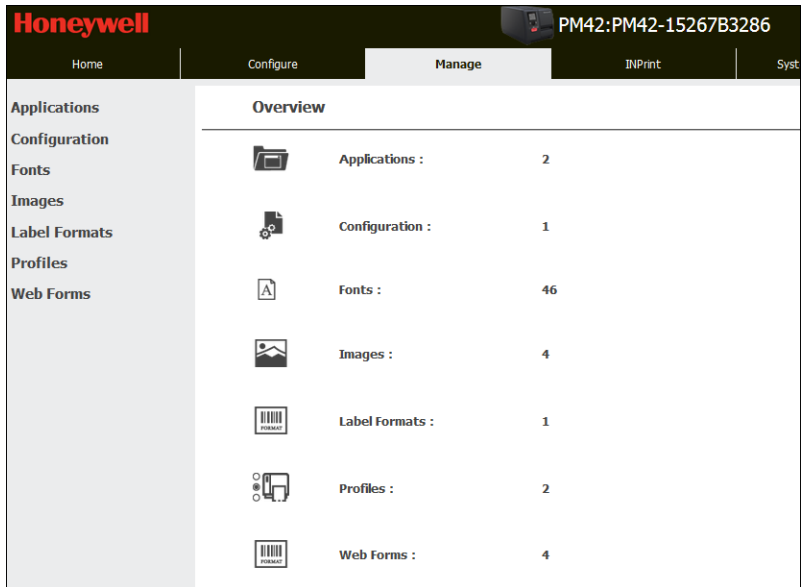 Honeywell PM42:PM42-15267B3286
Home Configure Manage INPrint Syst
Applications
Configuration
Fonts
Images
Label Formats
Profiles
Web Forms
Overview
Applications : 2
Configuration : 1
A Fonts : 46
Images : 4
FORMAT Label Formats : 1
Profiles : 2
FORMAT Web Forms : 4